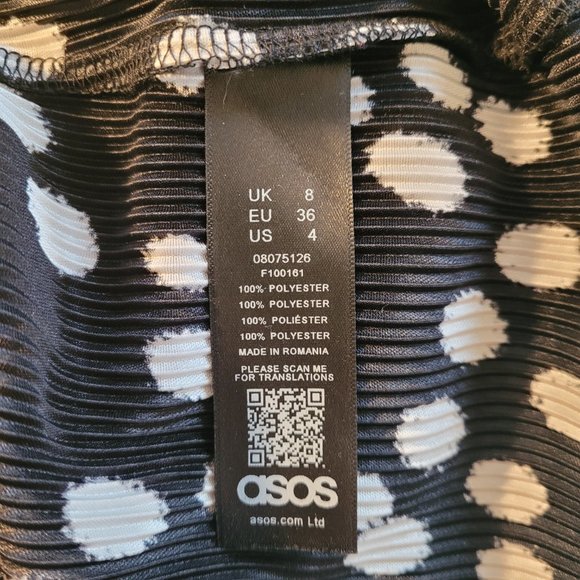 UK 8
EU 36
US 4
08075126
F100161
100% POLYESTER
100% POLYESTER
100% POLIÉSTER
100% POLYESTER
MADE IN ROMANIA
PLEASE SCAN ME
FOR TRANSLATIONS
asos
asos.com Ltd